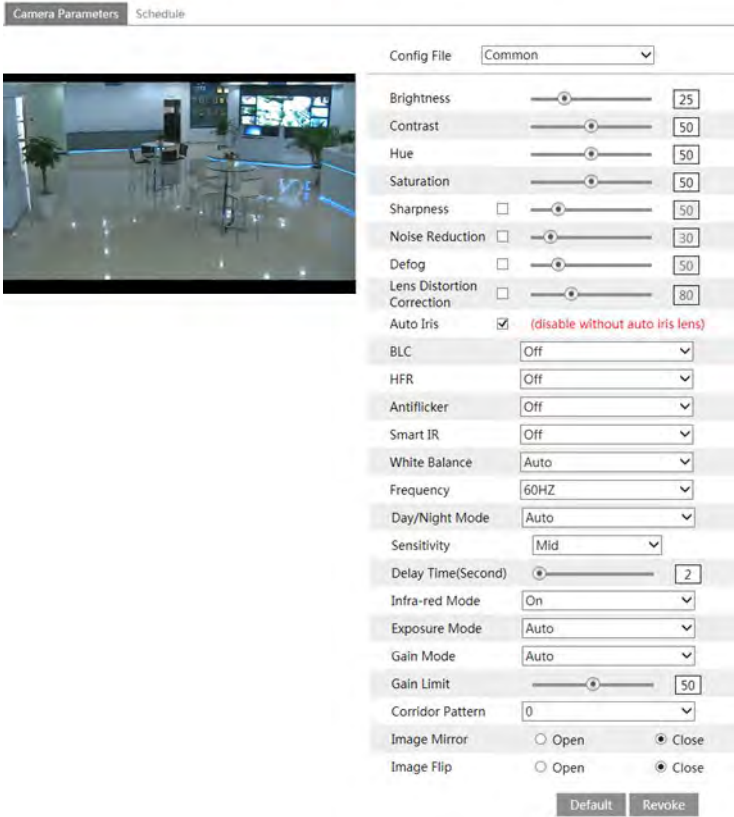 Camera Parameters Schedule
Config File Common
Brightness 25
Contrast 50
Hue 50
Saturation 50
Sharpness 50
Noise Reduction 30
Defog 50
Lens Distortion
Correction 80
Auto Iris (disable without auto iris lens)
BLC Off
HFR Off
Antiflicker Off
Smart IR Off
White Balance Auto
Frequency 60HZ
Day/Night Mode Auto
Sensitivity Mid
Delay Time(Second) 2
Infra-red Mode On
Exposure Mode Auto
Gain Mode Auto
Gain Limit 50
Corridor Pattern 0
Image Mirror Open Close
Image Flip Open Close
Default Revoke